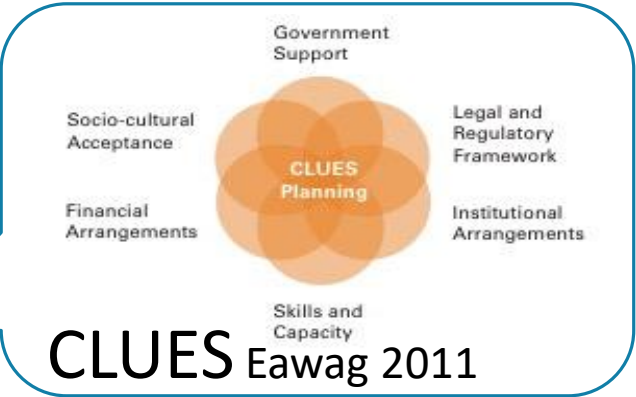 Government
Support
Socio-cultural
Acceptance
Legal and
Regulatory
Framework
CLUES
Planning
Financial
Arrangements
Institutional
Arrangements
Skills and
Capacity
CLUES Eawag 2011